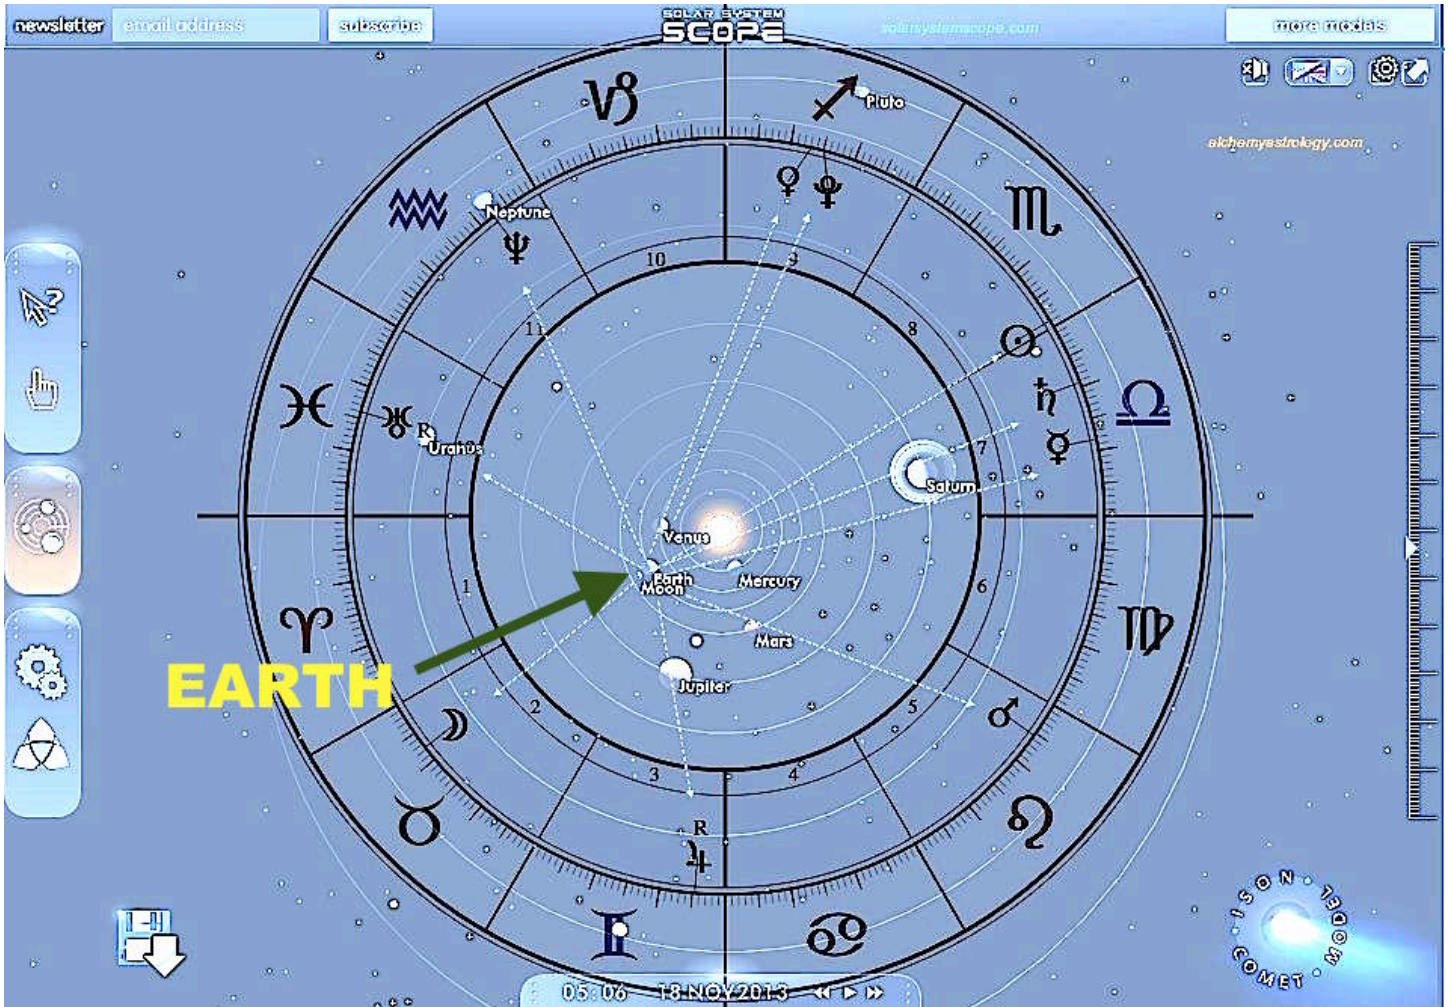 newsletter
email address
subscribe
SOLAR SYSTEM
SCOPE
solarsystemscope.com
more models
Pluto
alchemyastrology.com
Neptune
10
9
11
8
R
Uranus
7
Saturn
Venus
Earth
Moon
Mercury
1
6
Mars
EARTH
Jupiter
2
5
3
4
R
ISON
COMET
MODEL
05:06 18 NOV 2013